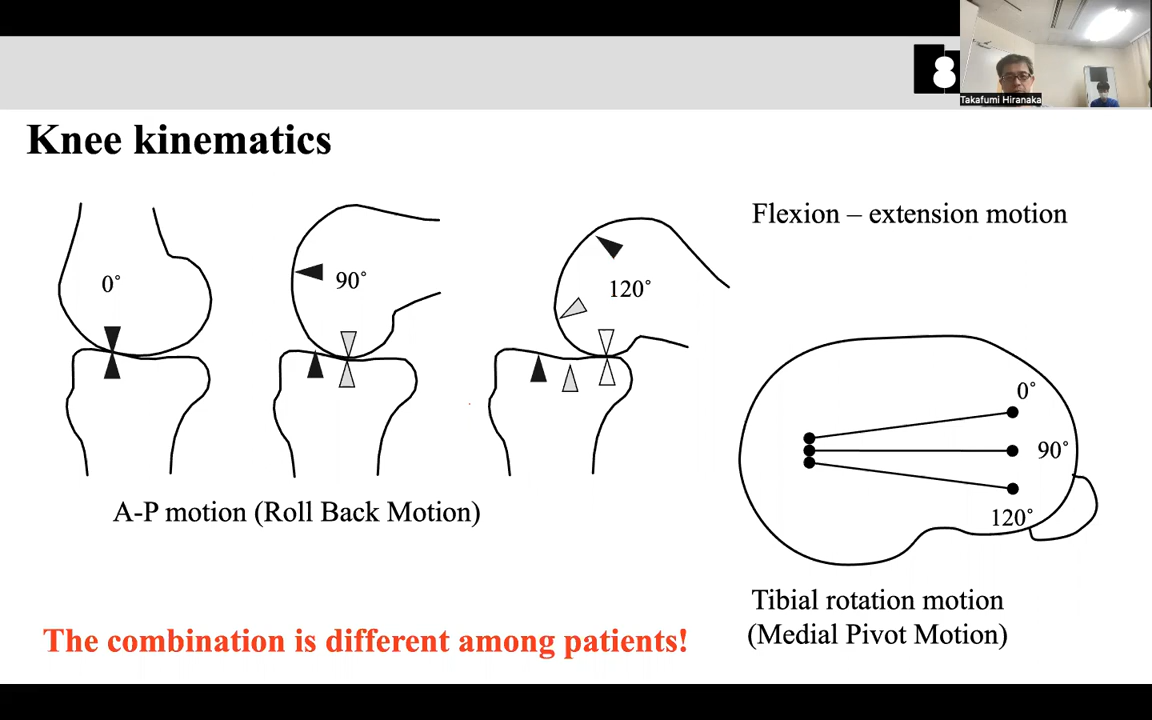 Takafumi Hiranaka
Knee kinematics
Flexion – extension motion
0°
90°
120°
0°
90°
120°
A-P motion (Roll Back Motion)
Tibial rotation motion
(Medial Pivot Motion)
The combination is different among patients!